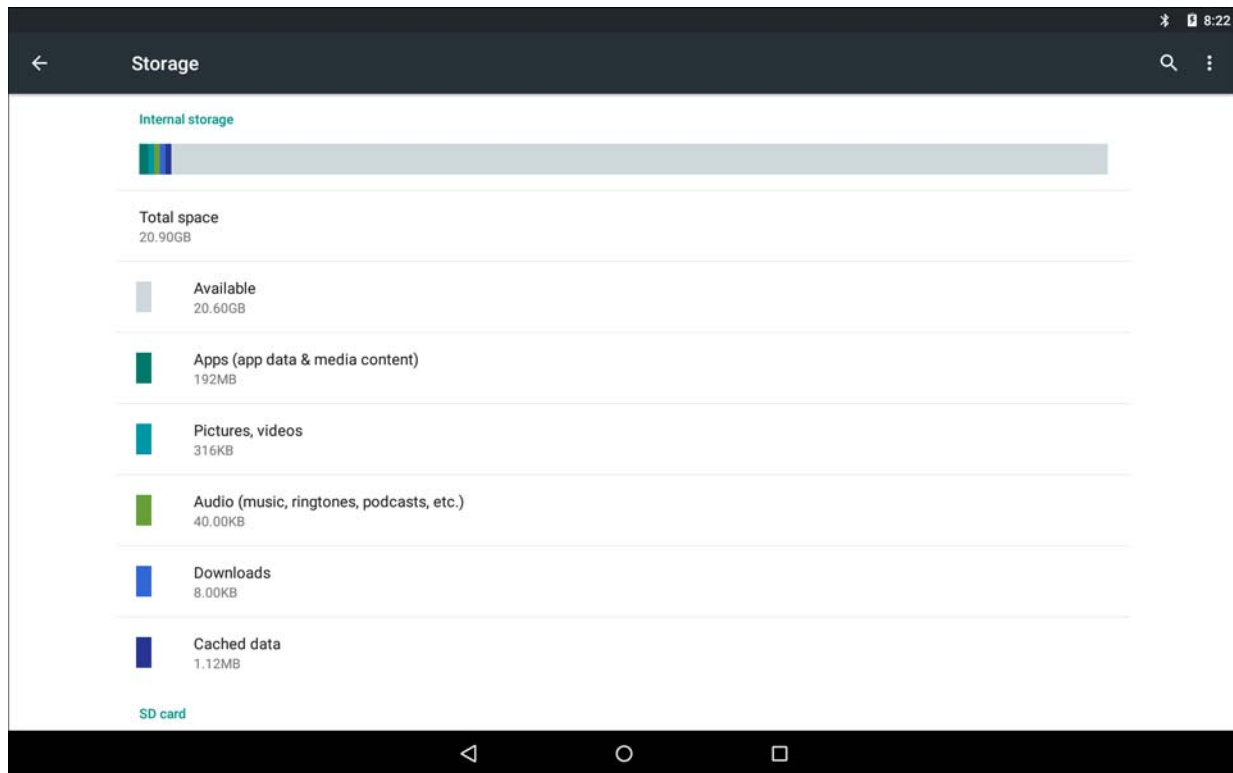 8:22
Storage
Internal storage
Total space
20.90GB
Available
20.60GB
Apps (app data & media content)
192MB
Pictures, videos
316KB
Audio (music, ringtones, podcasts, etc.)
40.00KB
Downloads
8.00KB
Cached data
1.12MB
SD card